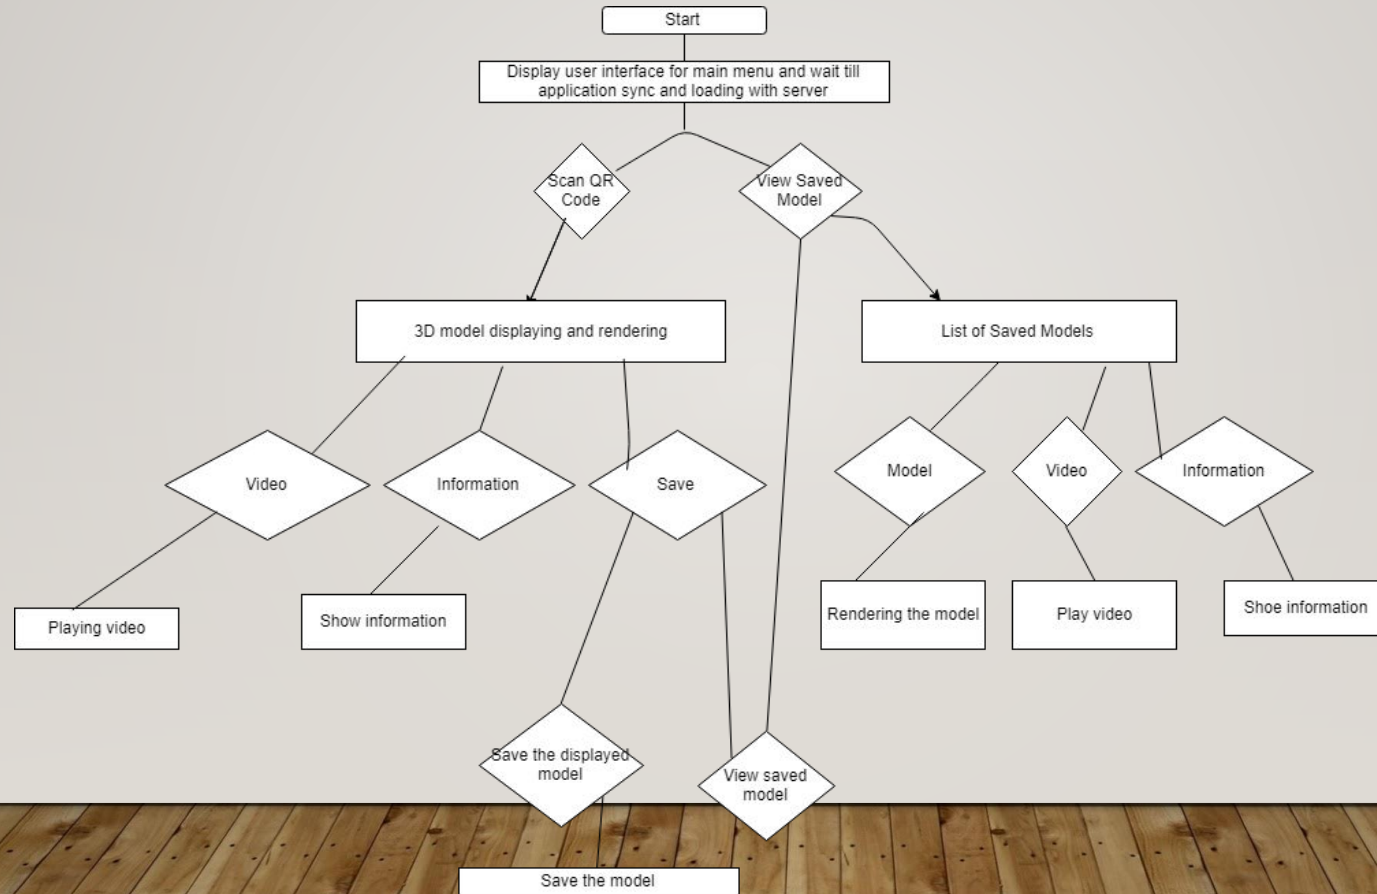 Start
Display user interface for main menu and wait till
application sync and loading with server
Scan QR
Code
View Saved
Model
3D model displaying and rendering
List of Saved Models
Video
Information
Save
Model
Video
Information
Playing video
Show information
Rendering the model
Play video
Shoe information
Save the displayed
model
View saved
model
Save the model